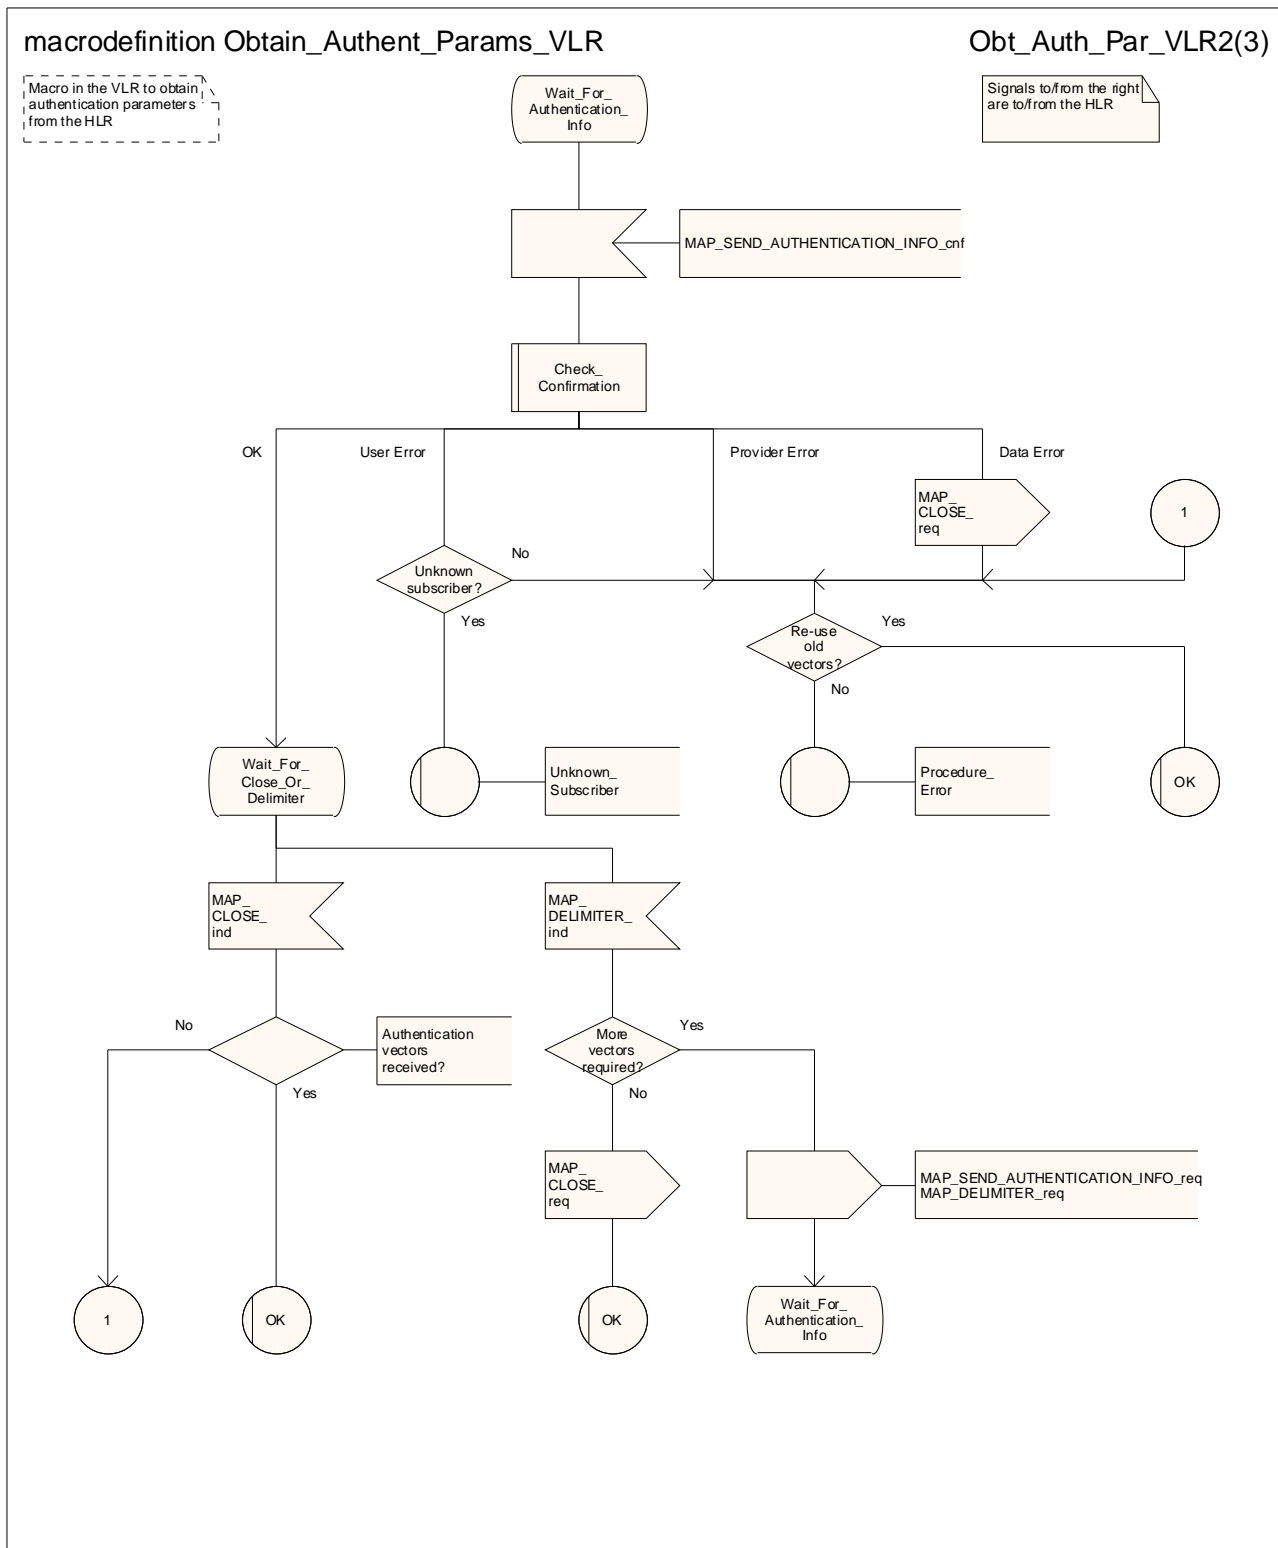 macrodefinition Obtain_Authent_Params_VLR
Obt_Auth_Par_VLR2(3)
Macro in the VLR to obtain
authentication parameters
from the HLR
Wait_For_
Authentication_
Info
Signals to/from the right
are to/from the HLR
MAP_SEND_AUTHENTICATION_INFO_cnf
Check_
Confirmation
OK
User Error
Provider Error
Data Error
MAP_
CLOSE_
req
1
No
Unknown
subscriber?
Yes
Re-use
old
vectors?
Yes
No
Wait_For_
Close_Or_
Delimiter
Unknown_
Subscriber
Procedure_
Error
OK
MAP_
CLOSE_
ind
MAP_
DELIMITER_
ind
No
Authentication
vectors
received?
Yes
More
vectors
required?
Yes
No
MAP_
CLOSE_
req
MAP_SEND_AUTHENTICATION_INFO_req
MAP_DELIMITER_req
1
OK
OK
Wait_For_
Authentication_
Info